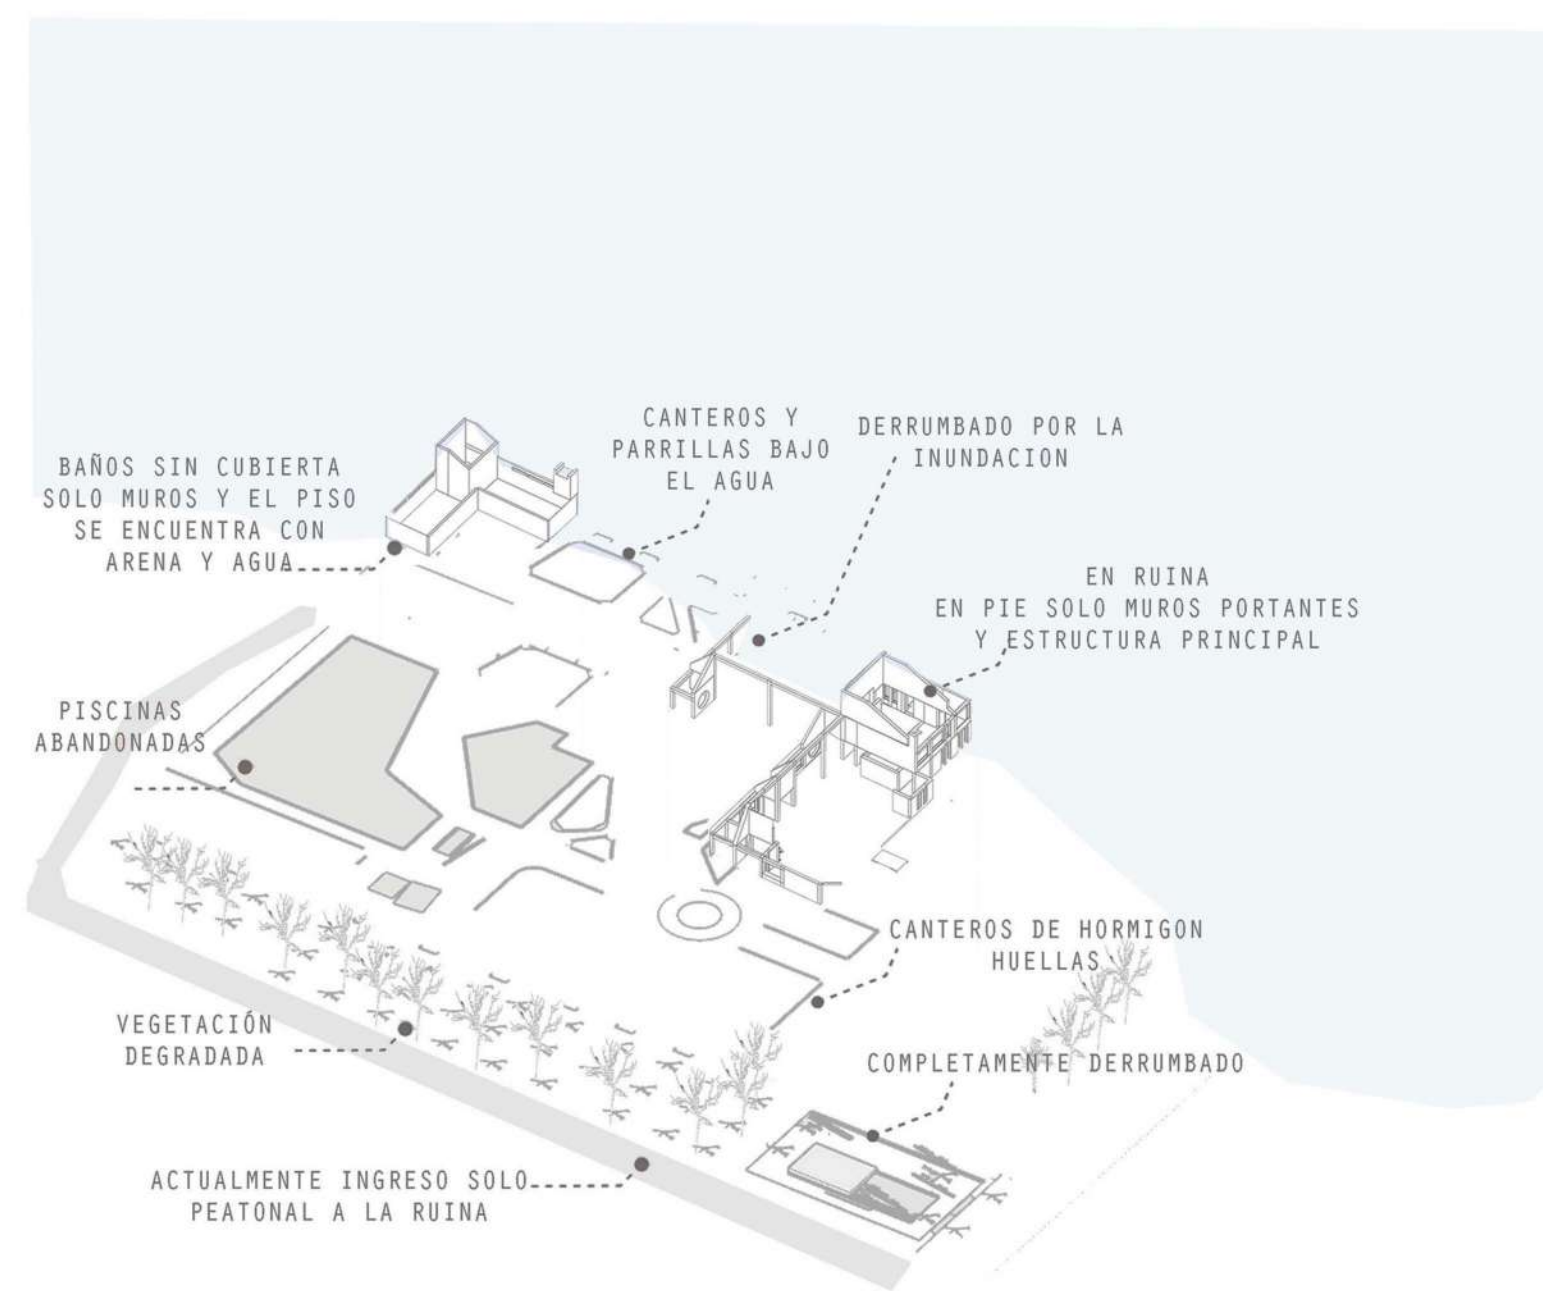 CANTEROS Y
PARRILLAS BAJO
EL AGUA
DERRUMBADO POR LA
INUNDACION
BAÑOS SIN CUBIERTA
SOLO MUROS Y EL PISO
SE ENCUENTRA CON
ARENA Y AGUA
EN RUINA
EN PIE SOLO MUROS PORTANTES
Y ESTRUCTURA PRINCIPAL
PISCINAS
ABANDONADAS
CANTEROS DE HORMIGON
HUELLAS
VEGETACIÓN
DEGRADADA
COMPLETAMENTE DERRUMBADO
ACTUALMENTE INGRESO SOLO
PEATONAL A LA RUINA